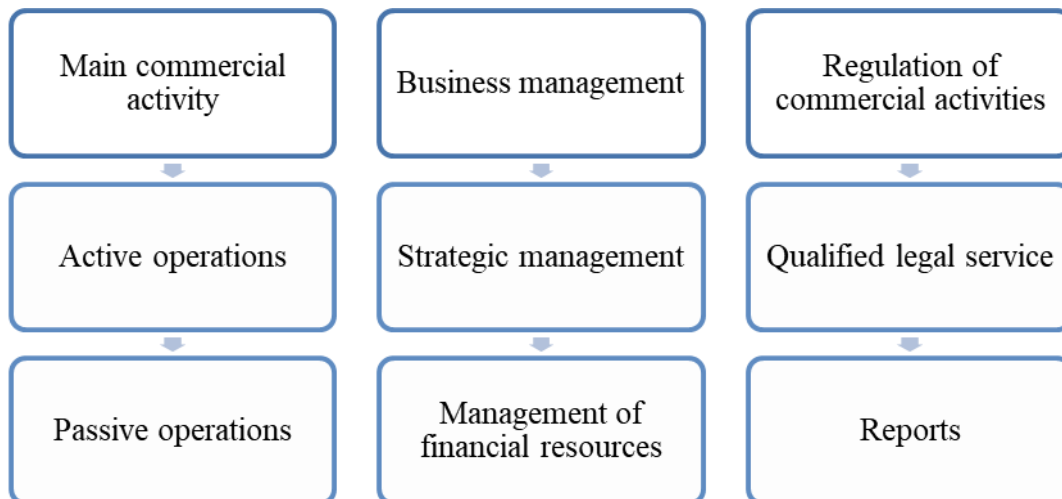 Main commercial
activity
Business management
Regulation of
commercial activities
Active operations
Strategic management
Qualified legal service
Passive operations
Management of
financial resources
Reports